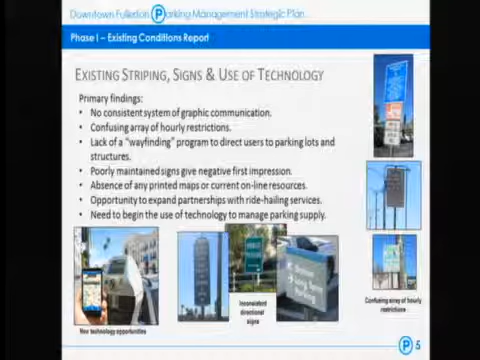 Downtown Fullerton Parking Management Strategic Plan
Phase I – Existing Conditions Report
EXISTING STRIPING, SIGNS & USE OF TECHNOLOGY
Primary findings:
• No consistent system of graphic communication.
• Confusing array of hourly restrictions.
• Lack of a "wayfinding" program to direct users to parking lots and
structures.
• Poorly maintained signs give negative first impression.
• Absence of any printed maps or current on-line resources.
• Opportunity to expand partnerships with ride-hailing services.
• Need to begin the use of technology to manage parking supply.
New technology opportunities
Inconsistent
directional
signs
Confusing array of hourly
restrictions
P 5